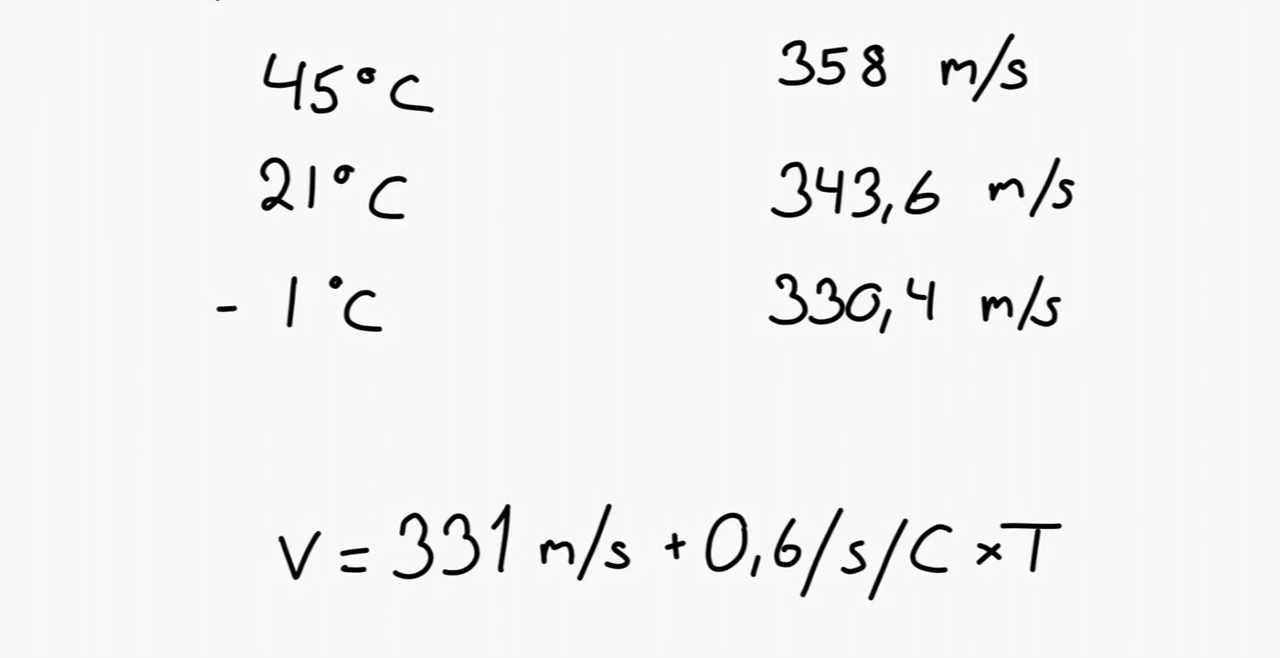 45°C 358 m/s
21°C 343,6 m/s
- 1°C 330,4 m/s
V = 331 m/s + 0,6/s/C × T